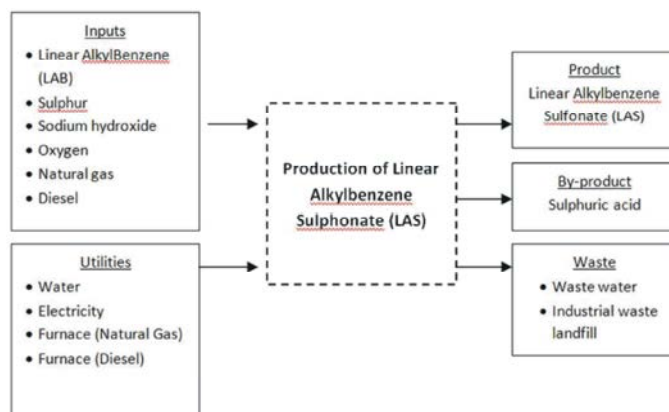 Inputs
• Linear AlkylBenzene
(LAB)
• Sulphur
• Sodium hydroxide
• Oxygen
• Natural gas
• Diesel
Utilities
• Water
• Electricity
• Furnace (Natural Gas)
• Furnace (Diesel)
Production of Linear
Alkylbenzene
Sulphonate (LAS)
Product
Linear Alkylbenzene
Sulfonate (LAS)
By-product
Sulphuric acid
Waste
• Waste water
• Industrial waste
landfill